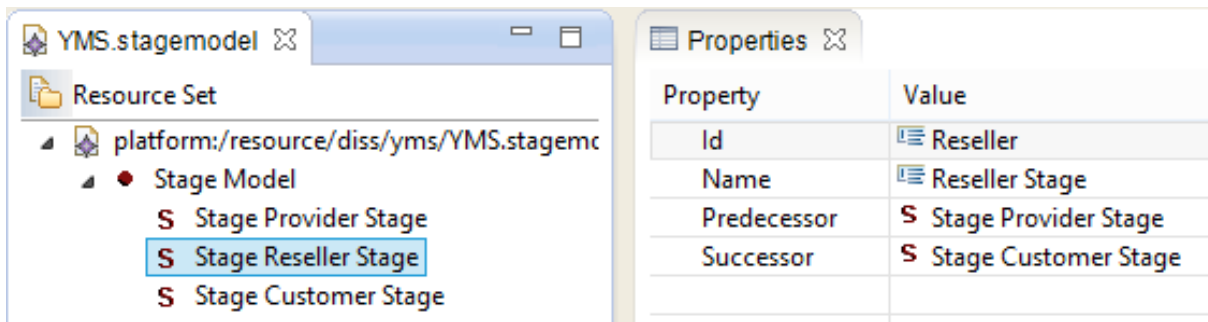 YMS.stagemodel
Resource Set
platform:/resource/diss/yms/YMS.stagemo
Stage Model
S Stage Provider Stage
S Stage Reseller Stage
S Stage Customer Stage
Properties
Property Value
Id Reseller
Name Reseller Stage
Predecessor S Stage Provider Stage
Successor S Stage Customer Stage